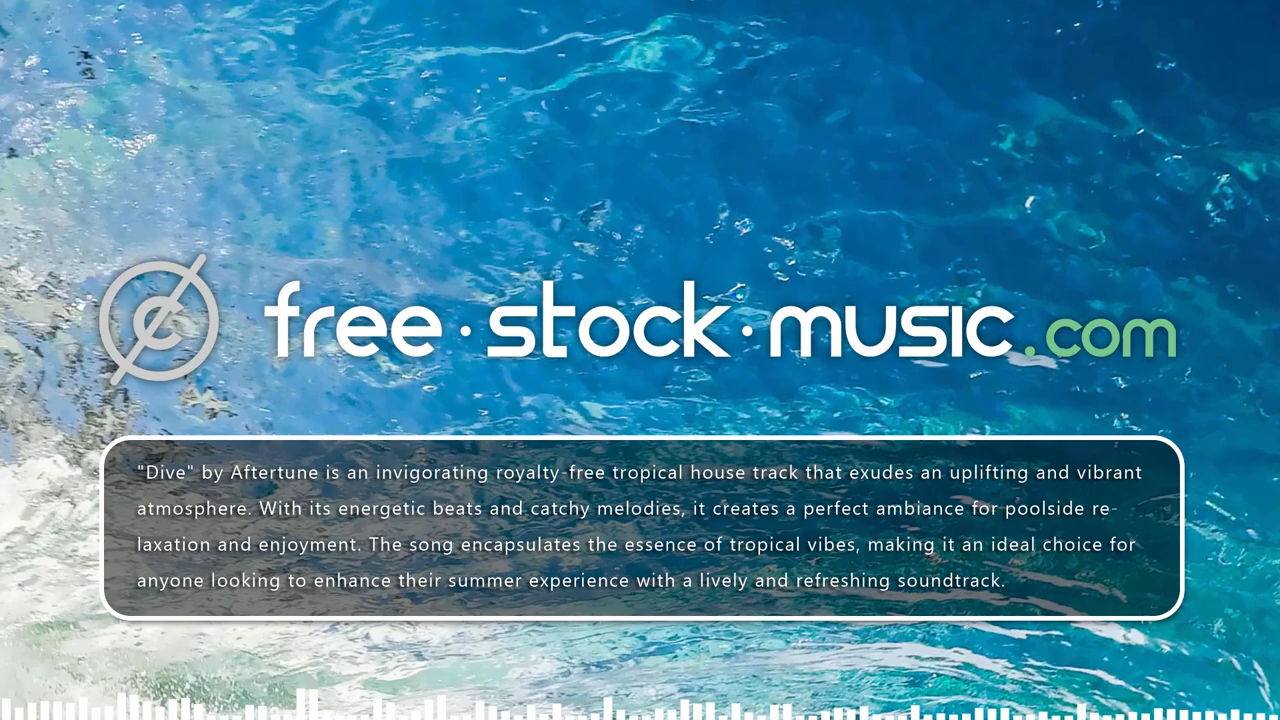 free·stock·music.com
"Dive" by Aftertune is an invigorating royalty-free tropical house track that exudes an uplifting and vibrant
atmosphere. With its energetic beats and catchy melodies, it creates a perfect ambiance for poolside re-
laxation and enjoyment. The song encapsulates the essence of tropical vibes, making it an ideal choice for
anyone looking to enhance their summer experience with a lively and refreshing soundtrack.